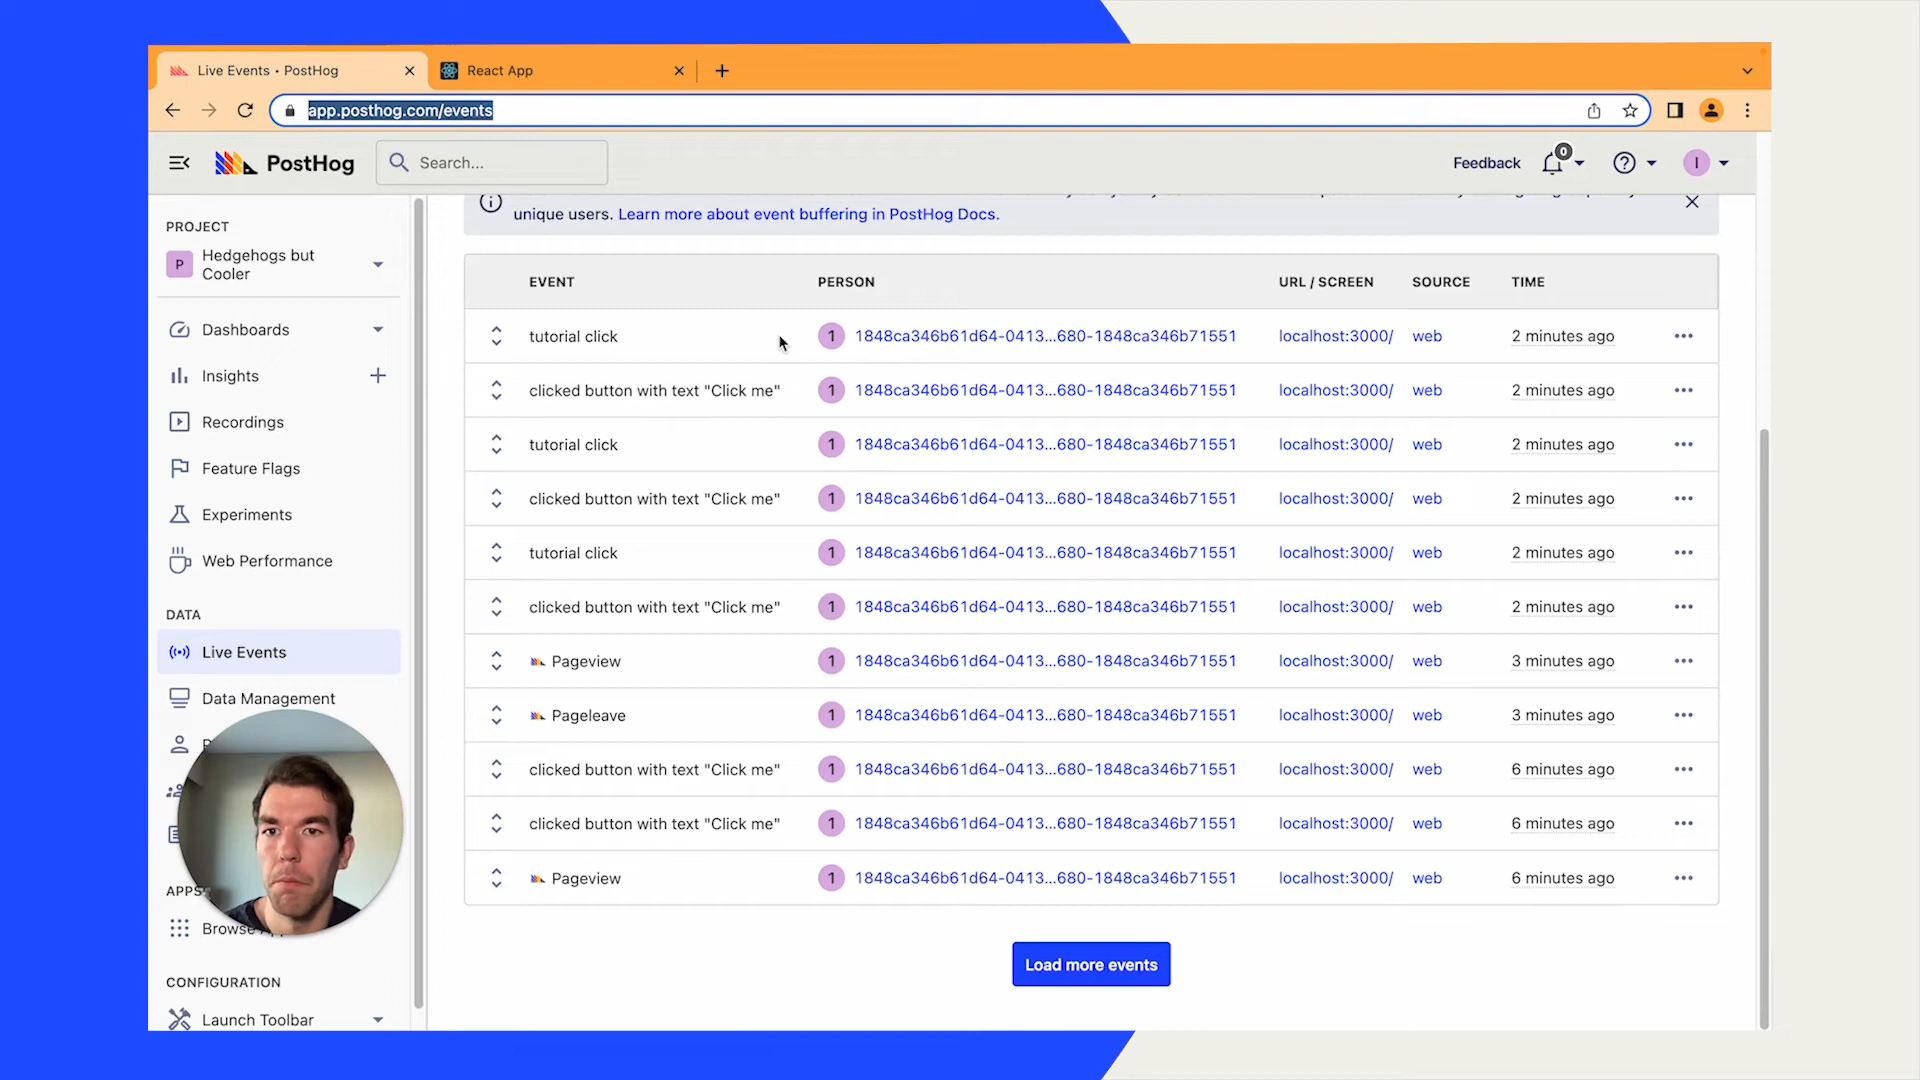 Live Events • PostHog
React App
app.posthog.com/events
PostHog
Search...
Feedback
0
I
PROJECT
P
Hedgehogs but
Cooler
Dashboards
Insights
Recordings
Feature Flags
Experiments
Web Performance
DATA
Live Events
Data Management
APPS
Browse
CONFIGURATION
Launch Toolbar
unique users. Learn more about event buffering in PostHog Docs.
EVENT PERSON URL / SCREEN SOURCE TIME
tutorial click 1 1848ca346b61d64-0413...680-1848ca346b71551 localhost:3000/ web 2 minutes ago
clicked button with text "Click me" 1 1848ca346b61d64-0413...680-1848ca346b71551 localhost:3000/ web 2 minutes ago
tutorial click 1 1848ca346b61d64-0413...680-1848ca346b71551 localhost:3000/ web 2 minutes ago
clicked button with text "Click me" 1 1848ca346b61d64-0413...680-1848ca346b71551 localhost:3000/ web 2 minutes ago
tutorial click 1 1848ca346b61d64-0413...680-1848ca346b71551 localhost:3000/ web 2 minutes ago
clicked button with text "Click me" 1 1848ca346b61d64-0413...680-1848ca346b71551 localhost:3000/ web 2 minutes ago
Pageview 1 1848ca346b61d64-0413...680-1848ca346b71551 localhost:3000/ web 3 minutes ago
Pageleave 1 1848ca346b61d64-0413...680-1848ca346b71551 localhost:3000/ web 3 minutes ago
clicked button with text "Click me" 1 1848ca346b61d64-0413...680-1848ca346b71551 localhost:3000/ web 6 minutes ago
clicked button with text "Click me" 1 1848ca346b61d64-0413...680-1848ca346b71551 localhost:3000/ web 6 minutes ago
Pageview 1 1848ca346b61d64-0413...680-1848ca346b71551 localhost:3000/ web 6 minutes ago
Load more events